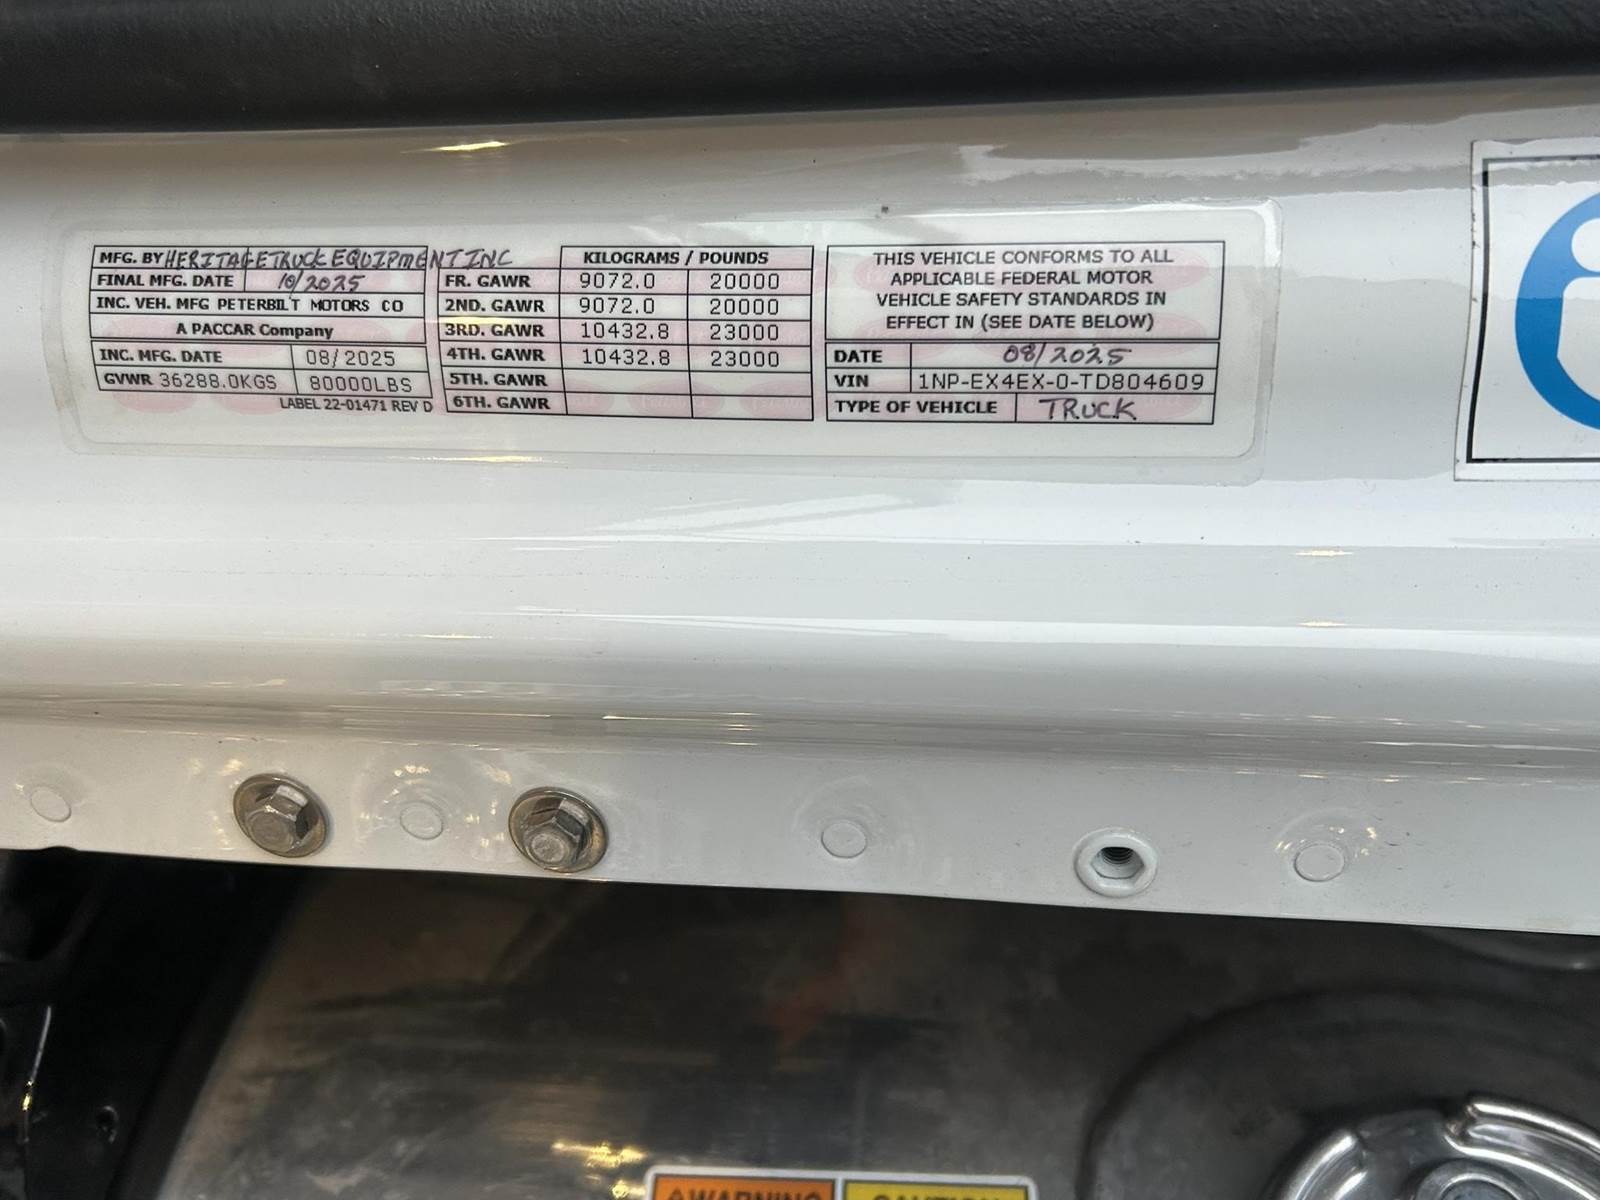 MFG. BY HERITAGE TRUCK EQUIPMENT INC
FINAL MFG. DATE 10/2025
INC. VEH. MFG PETERBILT MOTORS CO
A PACCAR Company
INC. MFG. DATE 08/2025
GVWR 36288.0KGS 80000LBS
LABEL 22-01471 REV D
KILOGRAMS / POUNDS
FR. GAWR 9072.0 20000
2ND. GAWR 9072.0 20000
3RD. GAWR 10432.8 23000
4TH. GAWR 10432.8 23000
5TH. GAWR
6TH. GAWR
THIS VEHICLE CONFORMS TO ALL
APPLICABLE FEDERAL MOTOR
VEHICLE SAFETY STANDARDS IN
EFFECT IN (SEE DATE BELOW)
DATE 08/2025
VIN 1NP-EX4EX-0-TD804609
TYPE OF VEHICLE TRUCK
WARNING CAUTION